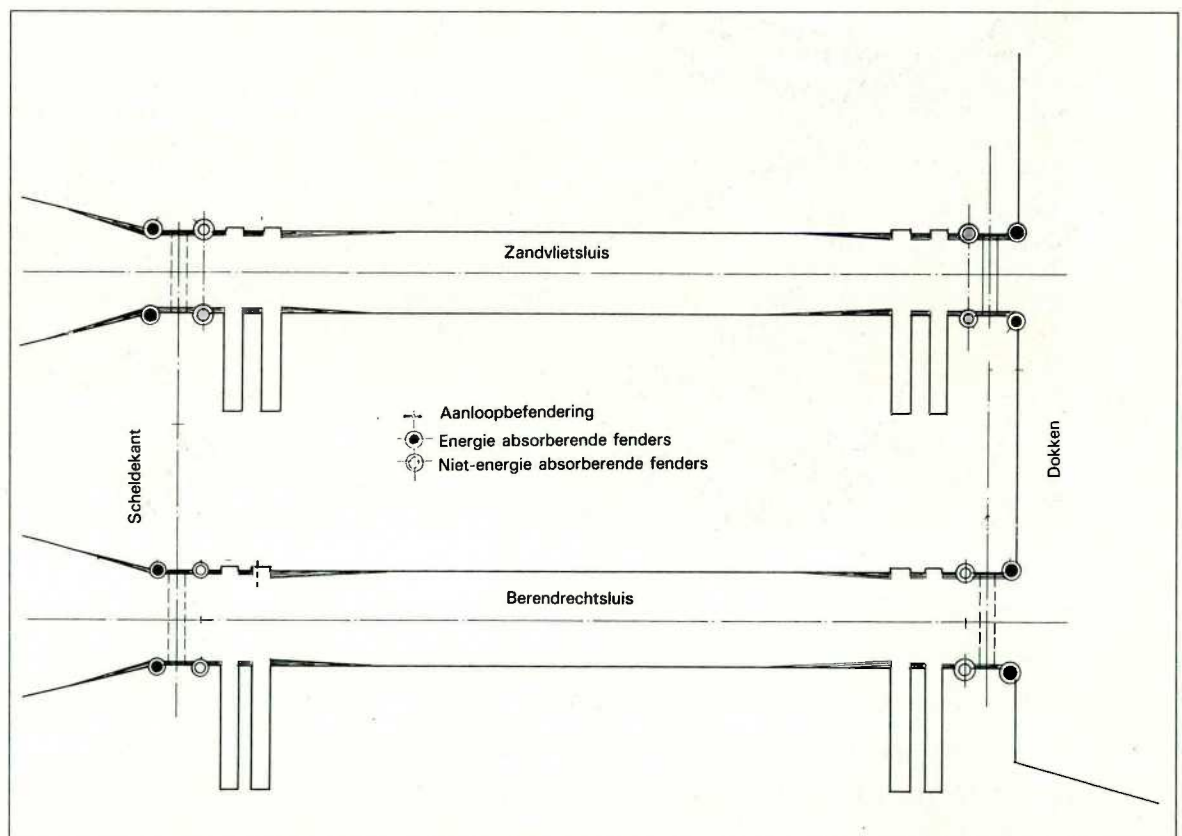 Zandvlietsluis
Aanloopbefendering
Energie absorberende fenders
Niet-energie absorberende fenders
Scheldekant
Dokken
Berendrechtsluis